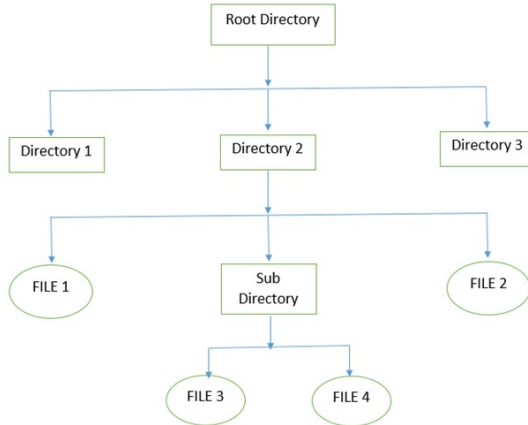 Root Directory
Directory 1
Directory 2
Directory 3
FILE 1
Sub
Directory
FILE 2
FILE 3
FILE 4